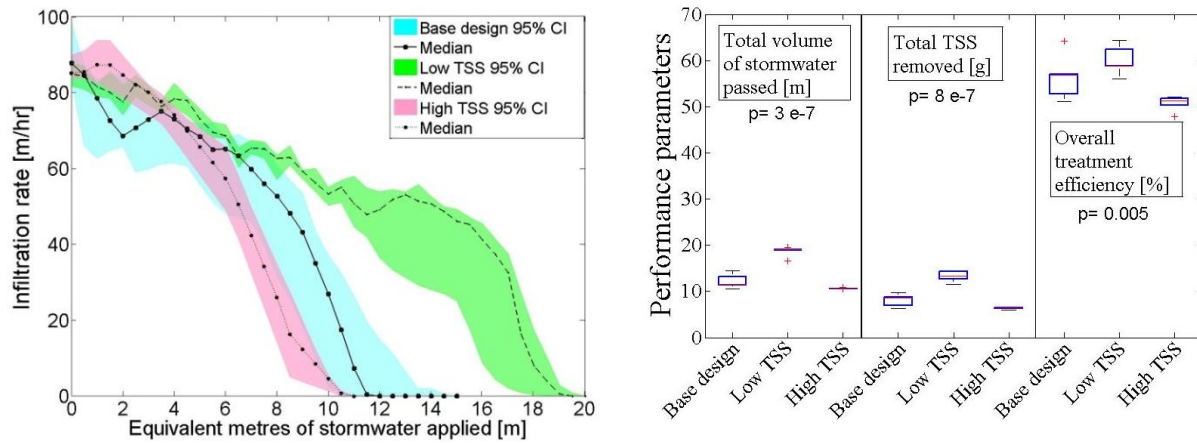 100
80
60
40
20
0
Infiltration rate [m/hr]
Base design 95% CI
Median
Low TSS 95% CI
Median
High TSS 95% CI
Median
0 2 4 6 8 10 12 14 16 18 20
Equivalent metres of stormwater applied [m]
70
60
50
40
30
20
10
0
Performance parameters
Total volume
of stormwater
passed [m]
p= 3 e-7
Total TSS
removed [g]
p= 8 e-7
Overall
treatment
efficiency [%]
p= 0.005
Base design
Low TSS
High TSS
Base design
Low TSS
High TSS
Base design
Low TSS
High TSS